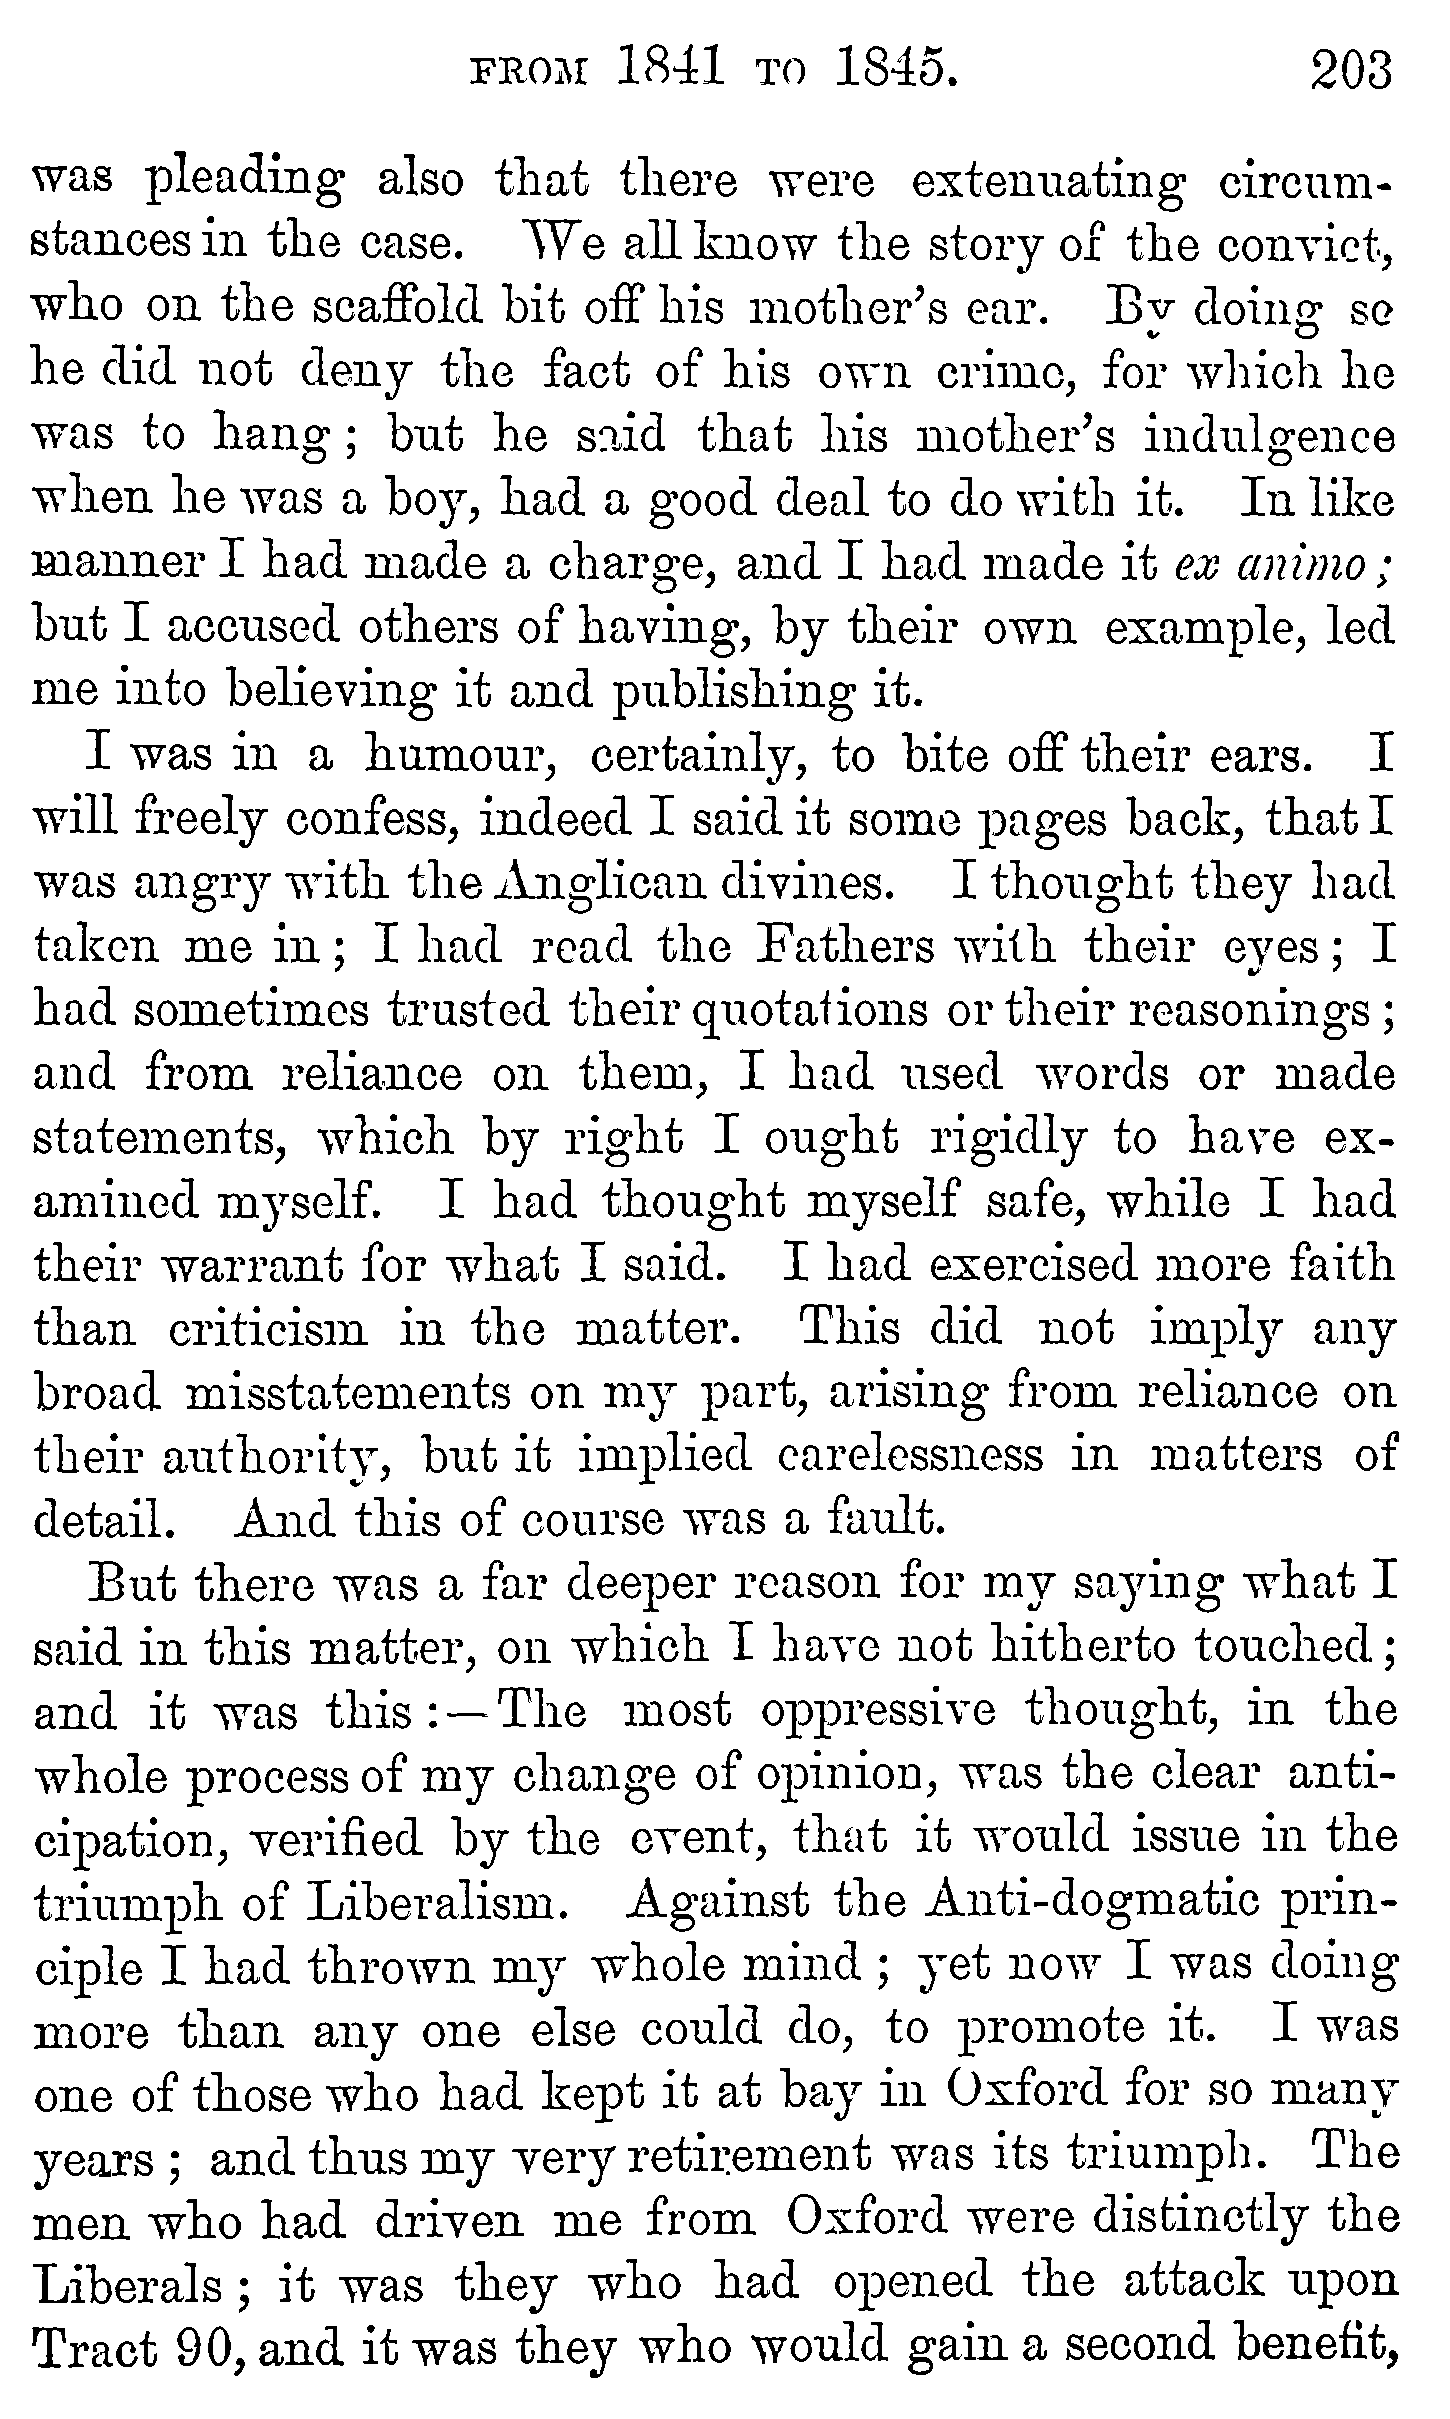 FROM 1841 TO 1845. 203
was pleading also that there were extenuating circum-
stances in the case. We all know the story of the convict,
who on the scaffold bit off his mother's ear. By doing so
he did not deny the fact of his own crime, for which he
was to hang; but he said that his mother's indulgence
when he was a boy, had a good deal to do with it. In like
manner I had made a charge, and I had made it ex animo;
but I accused others of having, by their own example, led
me into believing it and publishing it.
I was in a humour, certainly, to bite off their ears. I
will freely confess, indeed I said it some pages back, that I
was angry with the Anglican divines. I thought they had
taken me in; I had read the Fathers with their eyes; I
had sometimes trusted their quotations or their reasonings;
and from reliance on them, I had used words or made
statements, which by right I ought rigidly to have ex-
amined myself. I had thought myself safe, while I had
their warrant for what I said. I had exercised more faith
than criticism in the matter. This did not imply any
broad misstatements on my part, arising from reliance on
their authority, but it implied carelessness in matters of
detail. And this of course was a fault.
But there was a far deeper reason for my saying what I
said in this matter, on which I have not hitherto touched;
and it was this:—The most oppressive thought, in the
whole process of my change of opinion, was the clear anti-
cipation, verified by the event, that it would issue in the
triumph of Liberalism. Against the Anti-dogmatic prin-
ciple I had thrown my whole mind; yet now I was doing
more than any one else could do, to promote it. I was
one of those who had kept it at bay in Oxford for so many
years; and thus my very retirement was its triumph. The
men who had driven me from Oxford were distinctly the
Liberals; it was they who had opened the attack upon
Tract 90, and it was they who would gain a second benefit,